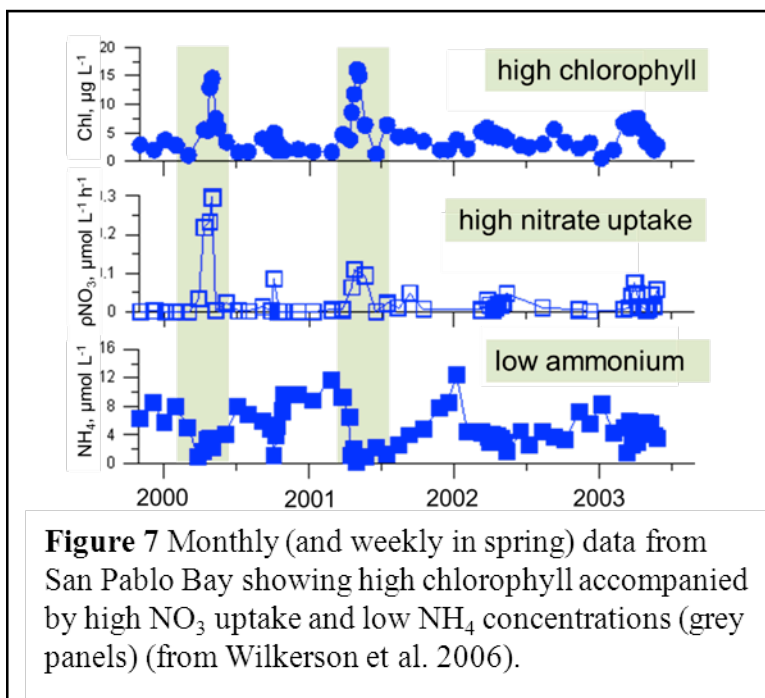 Chl, µg L⁻¹
20
15
10
5
0
high chlorophyll
ρNO₃, µmol L⁻¹ h⁻¹
0.3
0.2
0.1
0
high nitrate uptake
NH₄, µmol L⁻¹
16
12
8
4
0
low ammonium
2000 2001 2002 2003
Figure 7 Monthly (and weekly in spring) data from
San Pablo Bay showing high chlorophyll accompanied
by high NO₃ uptake and low NH₄ concentrations (grey
panels) (from Wilkerson et al. 2006).